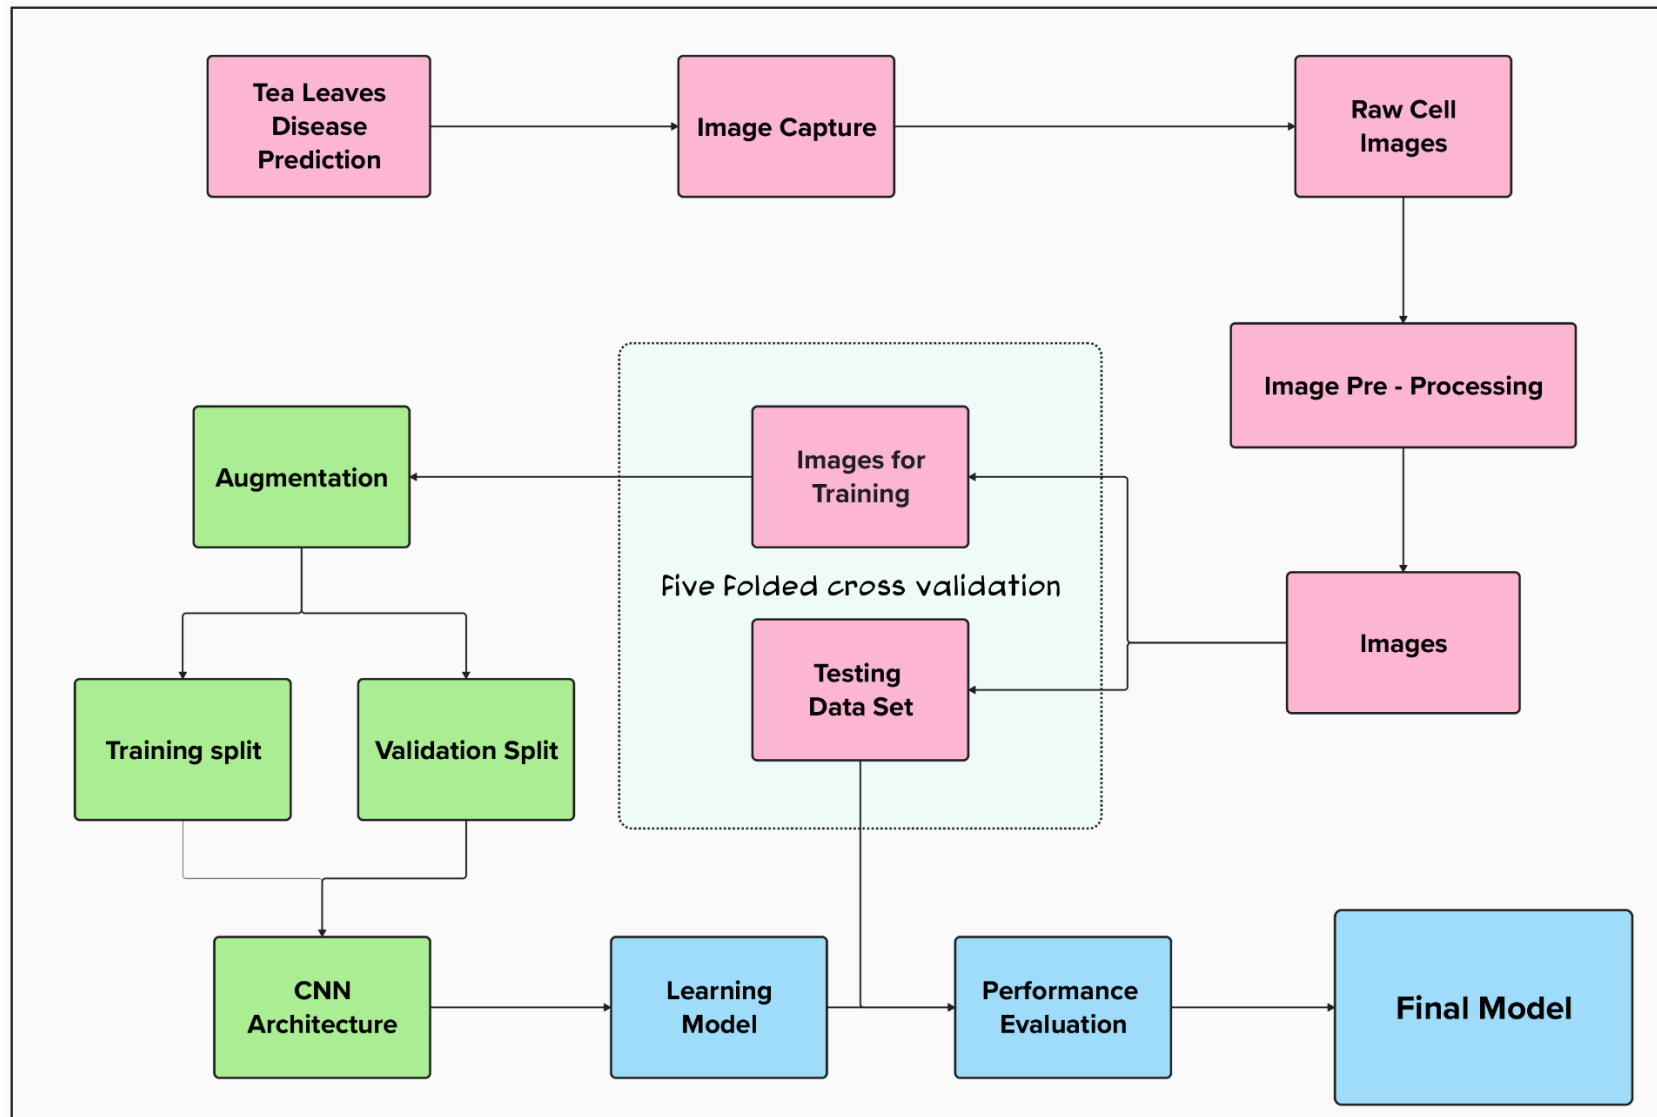 Tea Leaves
Disease
Prediction
Image Capture
Raw Cell
Images
Image Pre - Processing
Augmentation
Images for
Training
five folded cross validation
Images
Testing
Data Set
Training split
Validation Split
CNN
Architecture
Learning
Model
Performance
Evaluation
Final Model